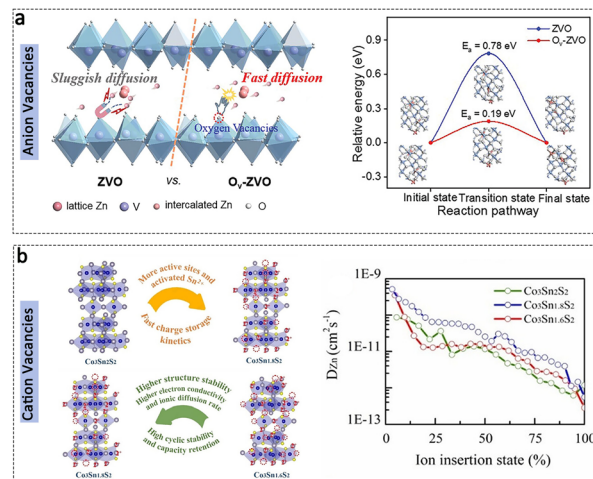 a
Anion Vacancies
Sluggish diffusion
Fast diffusion
Oxygen Vacancies
ZVO vs. Oᵥ-ZVO
lattice Zn V intercalated Zn O
Relative energy (eV)
0.9
0.6
0.3
0.0
-0.3
ZVO
Oᵥ-ZVO
Eₐ = 0.78 eV
Eₐ = 0.19 eV
Initial state Transition state Final state
Reaction pathway
b
Cation Vacancies
More active sites and
activated Sn²⁺
Fast charge storage
kinetics
Co3Sn2S2
Co3Sn1.8S2
Higher structure stability
Higher electron conductivity
and ionic diffusion rate
High cyclic stability
and capacity retention
Co3Sn1.8S2
Co3Sn1.6S2
D_Zn (cm²s⁻¹)
1E-9
1E-11
1E-13
Co3Sn2S2
Co3Sn1.8S2
Co3Sn1.6S2
0 25 50 75 100
Ion insertion state (%)